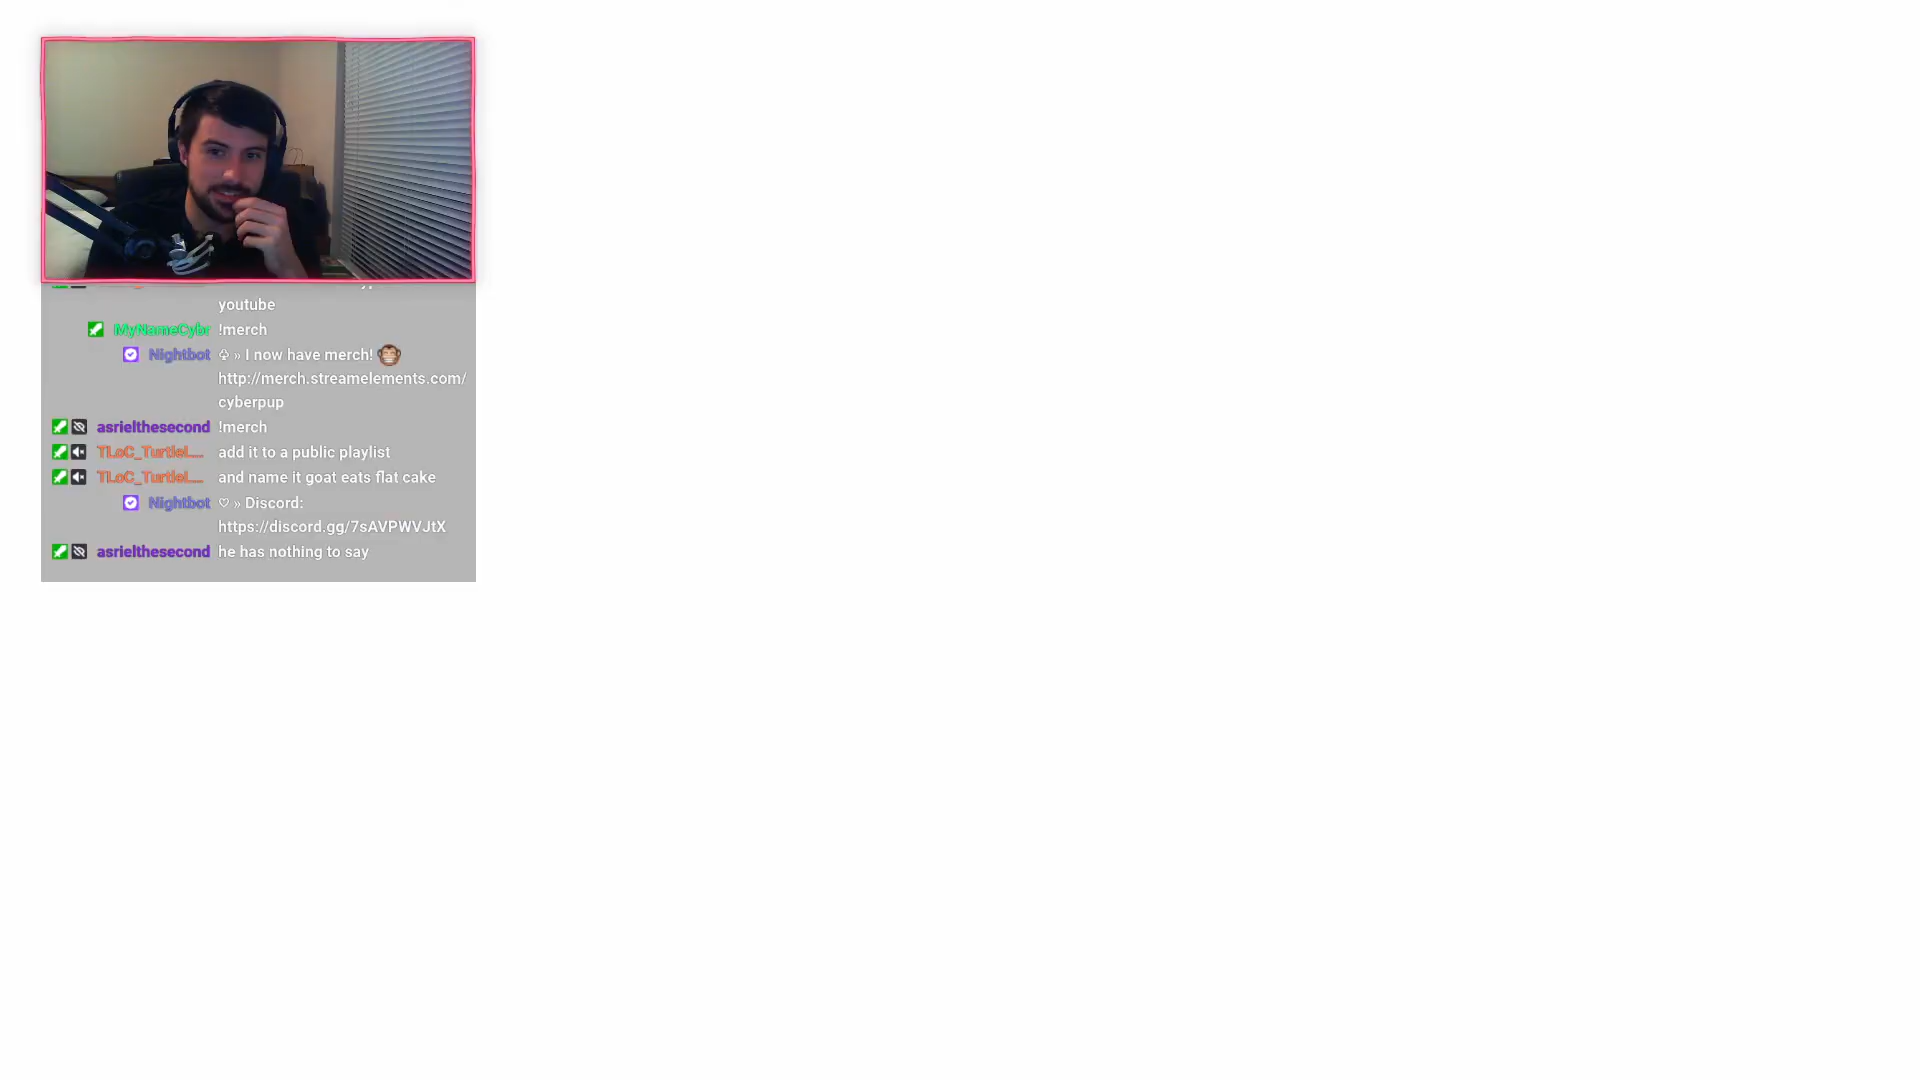 youtube
MyNameCybr !merch
Nightbot ♤ » I now have merch!
http://merch.streamelements.com/
cyberpup
asrielthesecond !merch
TLoC_Turtle... add it to a public playlist
TLoC_Turtle... and name it goat eats flat cake
Nightbot ♡ » Discord:
https://discord.gg/7sAVPWVJtX
asrielthesecond he has nothing to say